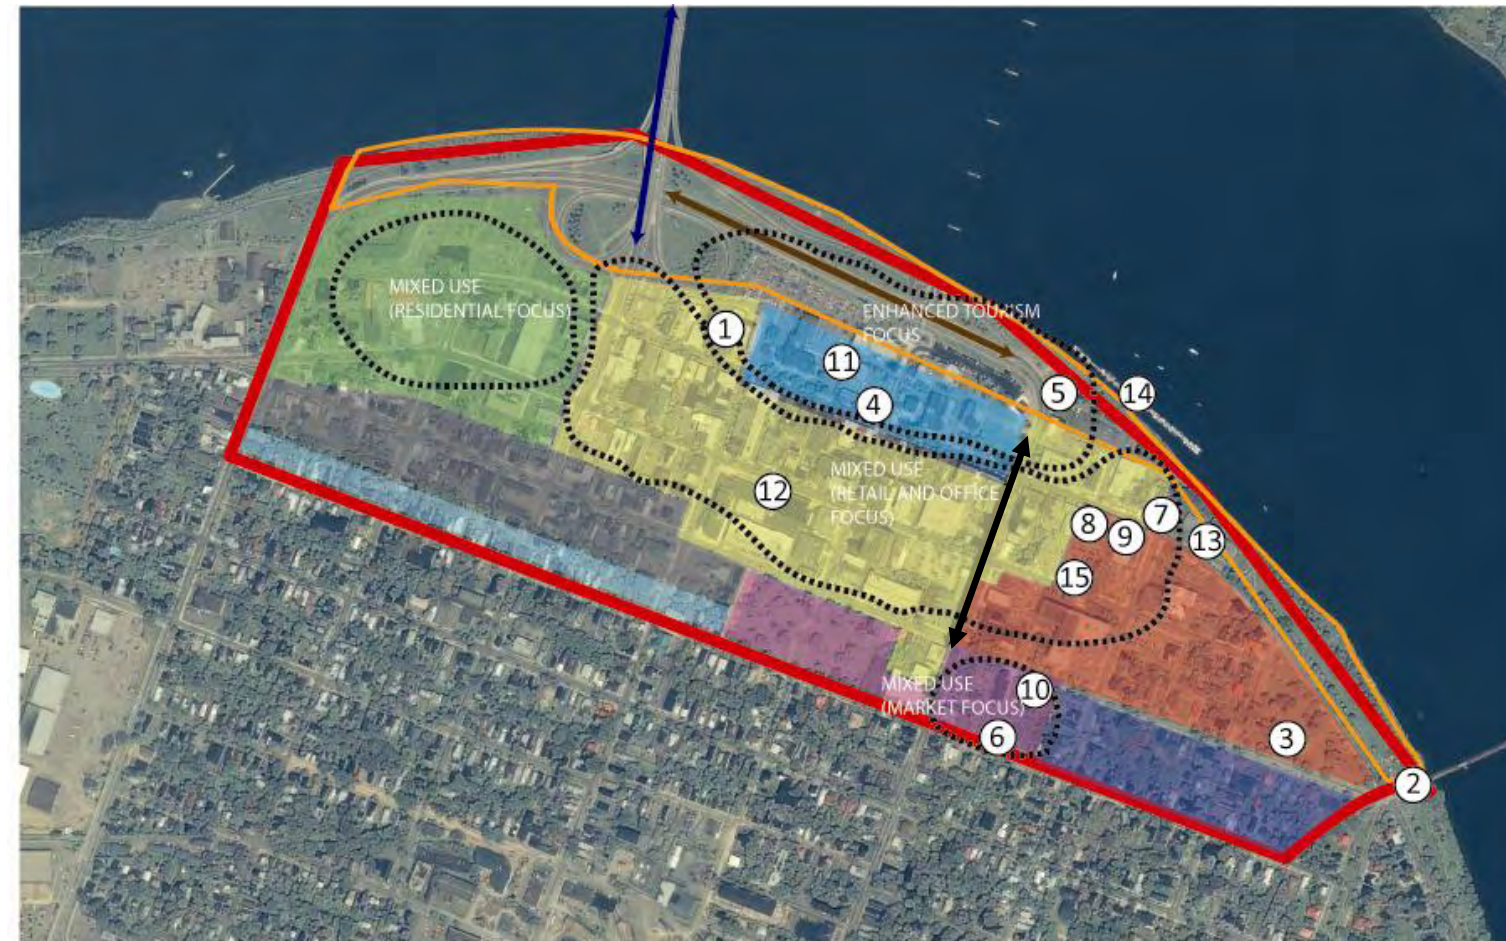 MIXED USE
(RESIDENTIAL FOCUS)
ENHANCED TOURISM
FOCUS
1
11
4
5
14
MIXED USE
(RETAIL AND OFFICE
FOCUS)
12
8
9
7
13
15
MIXED USE
(MARKET FOCUS)
10
6
3
2